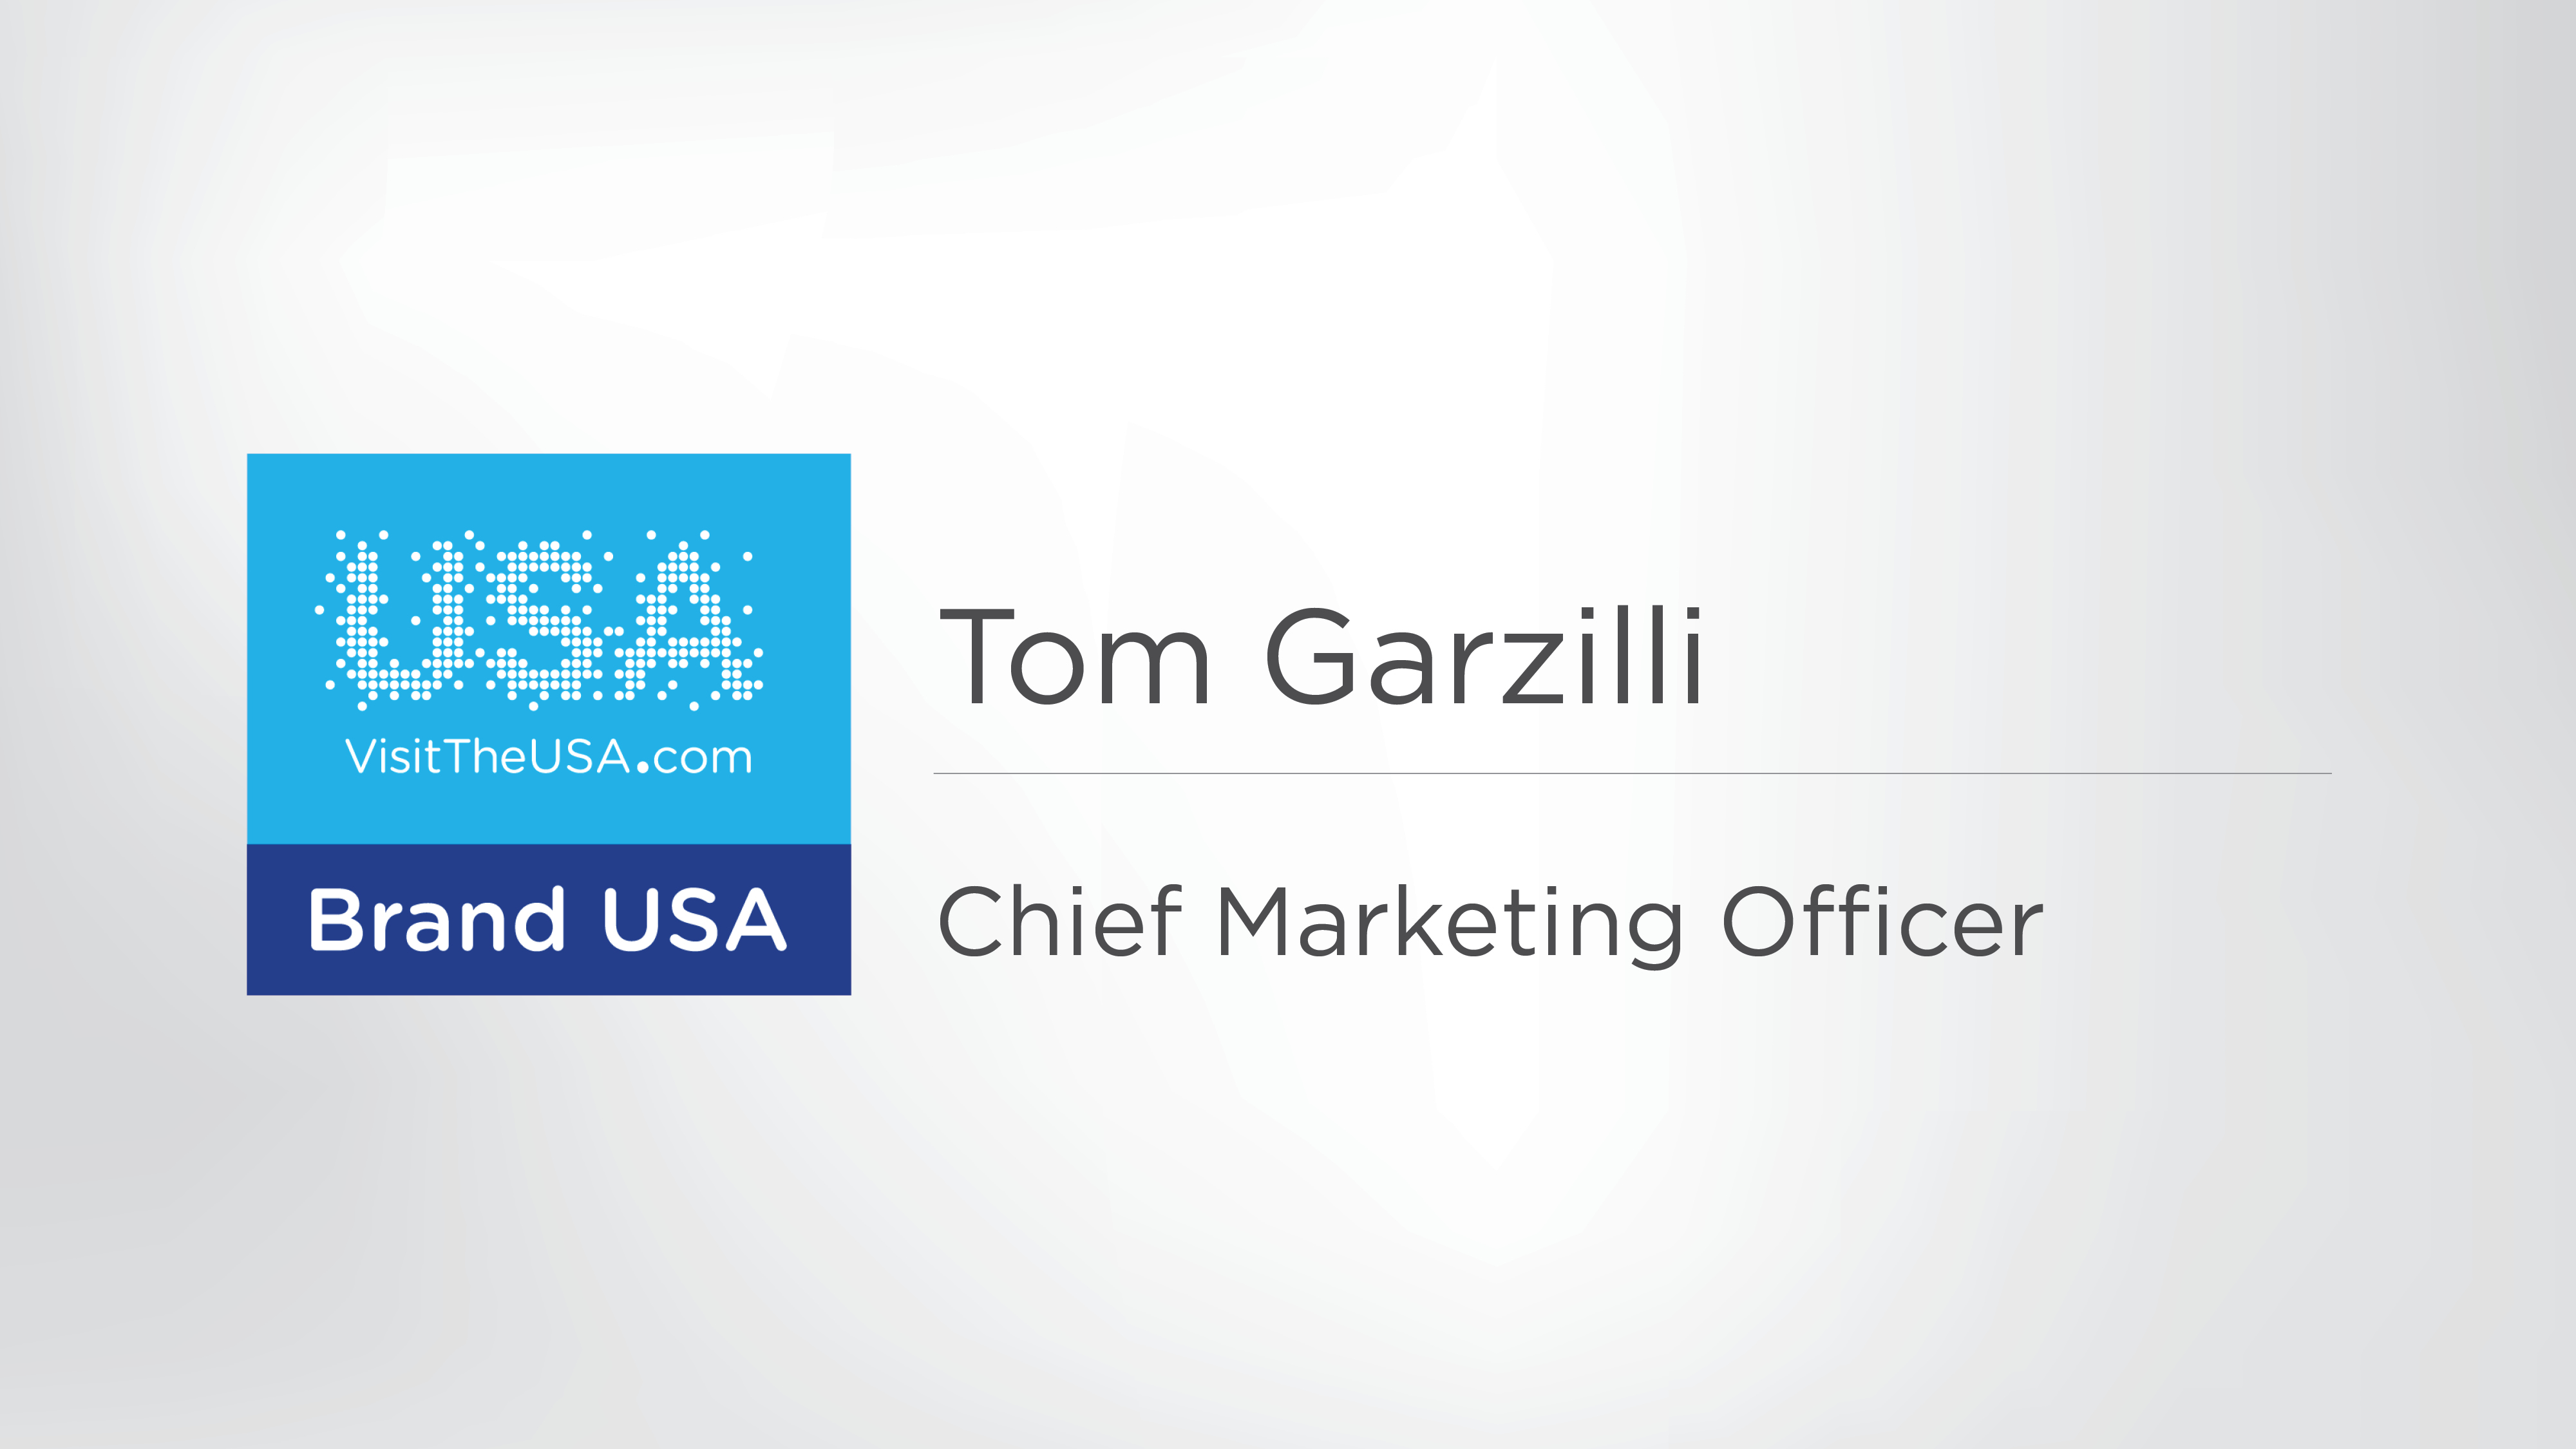 USA
VisitTheUSA.com
Brand USA
Tom Garzilli
Chief Marketing Officer